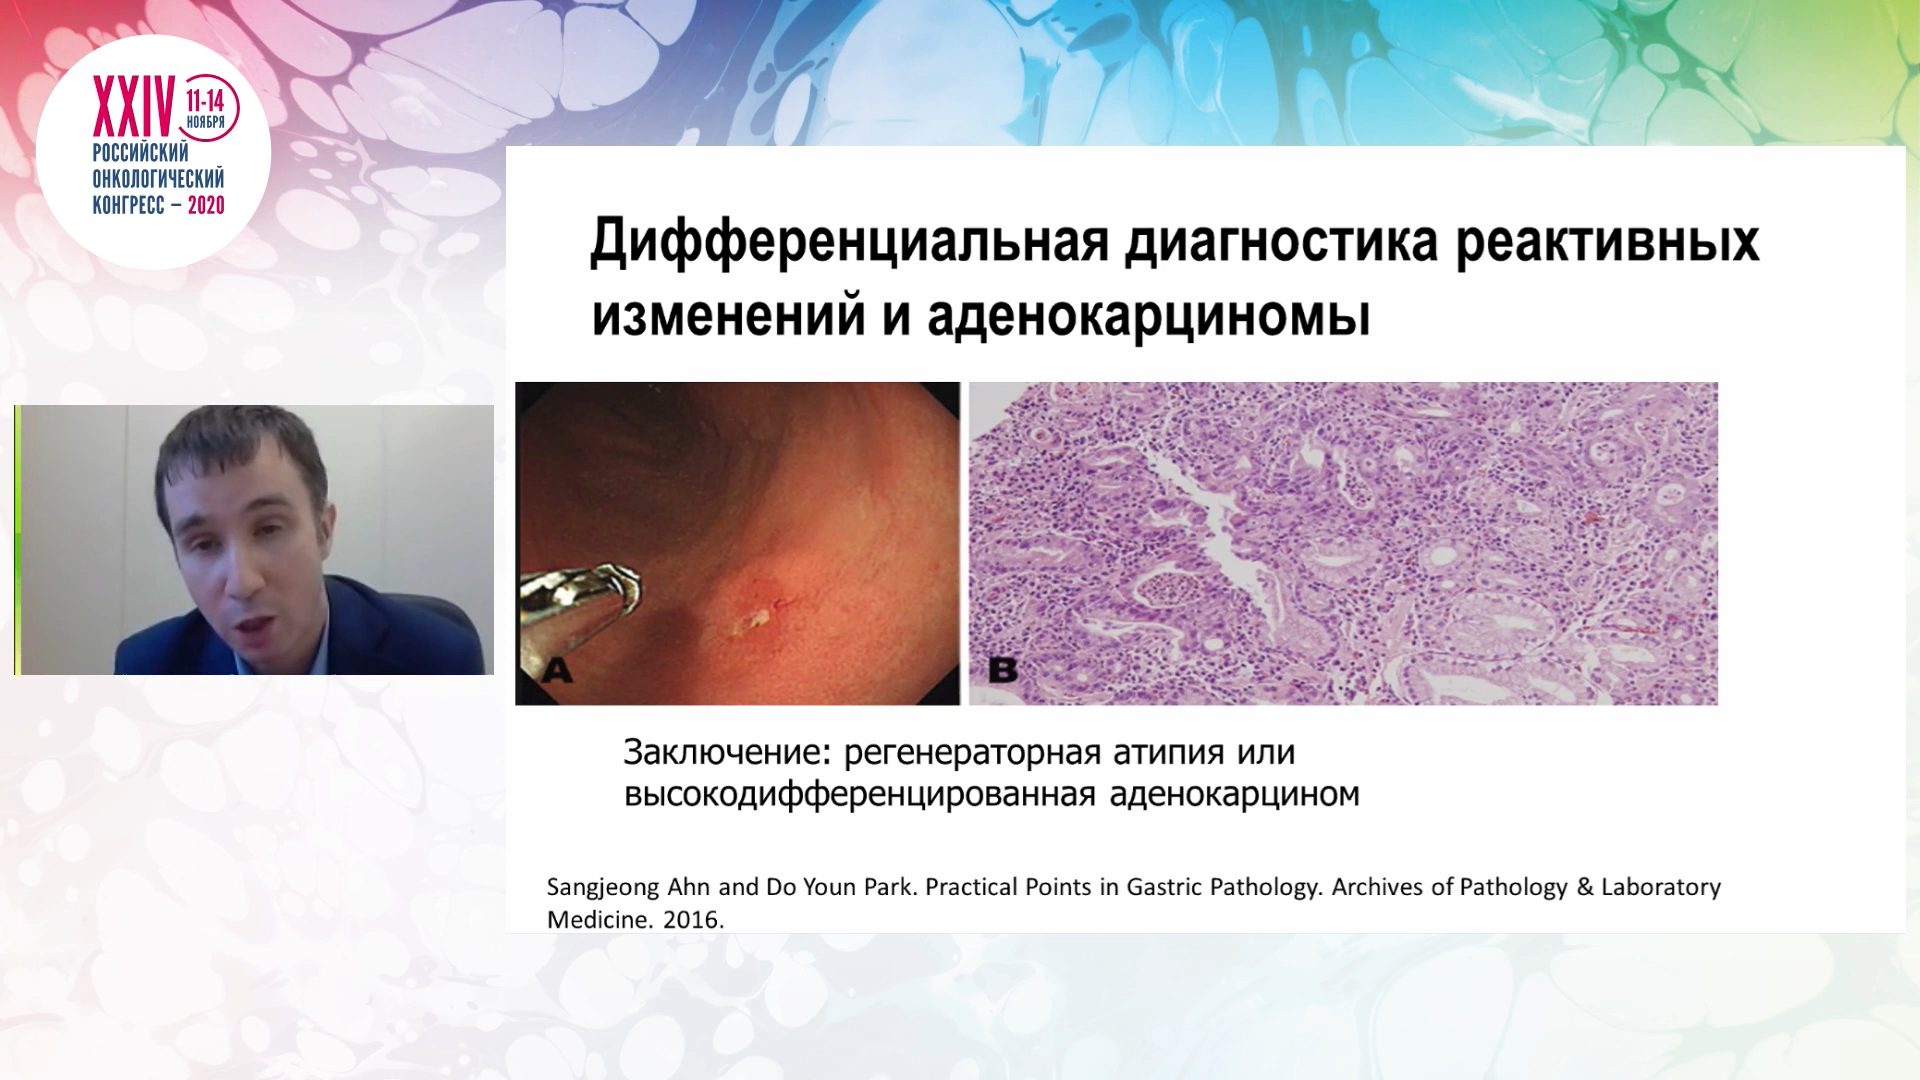 XXIV 11-14
НОЯБРЯ
РОССИЙСКИЙ
ОНКОЛОГИЧЕСКИЙ
КОНГРЕСС – 2020
Дифференциальная диагностика реактивных
изменений и аденокарциномы
A
B
Заключение: регенераторная атипия или
высокодифференцированная аденокарцином
Sangjeong Ahn and Do Youn Park. Practical Points in Gastric Pathology. Archives of Pathology & Laboratory
Medicine. 2016.